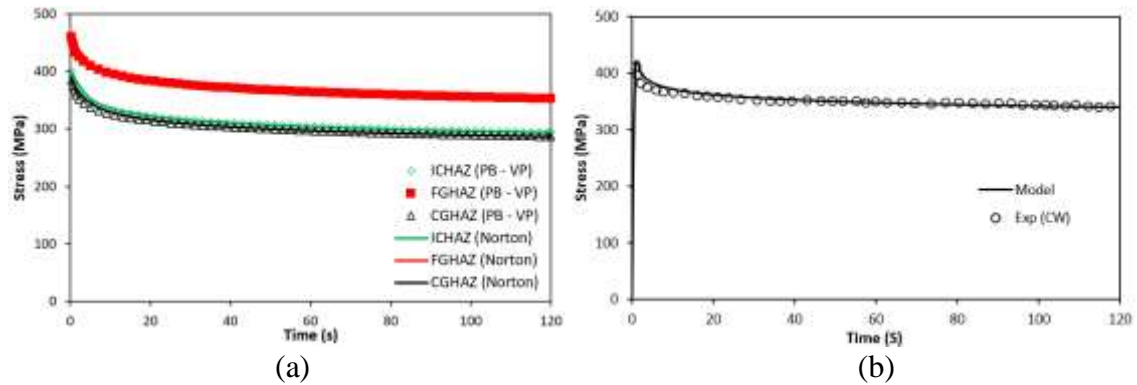 500
400
300
200
100
0
Stress (MPa)
0 20 40 60 80 100 120
Time (s)
ICHAZ (PB - VP)
FGHAZ (PB - VP)
CGHAZ (PB - VP)
ICHAZ (Norton)
FGHAZ (Norton)
CGHAZ (Norton)
(a)
500
400
300
200
100
0
Stress (MPa)
0 20 40 60 80 100 120
Time (S)
Model
Exp (CW)
(b)